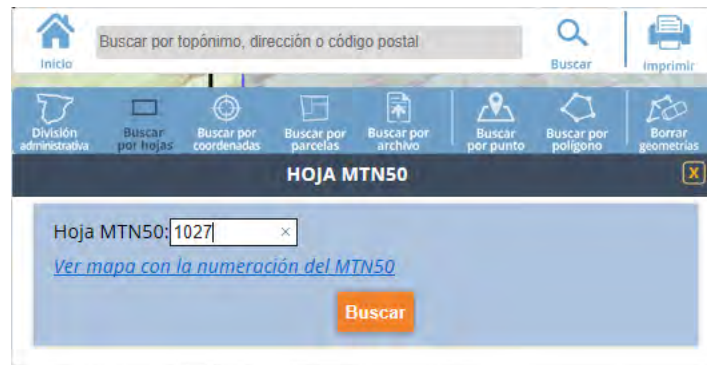 Buscar por topónimo, dirección o código postal
Inicio
Buscar
Imprimir
División administrativa
Buscar por hojas
Buscar por coordenadas
Buscar por parcelas
Buscar por archivo
Buscar por punto
Buscar por polígono
Borrar geometrías
HOJA MTN50
X
Hoja MTN50: 1027 ×
Ver mapa con la numeración del MTN50
Buscar